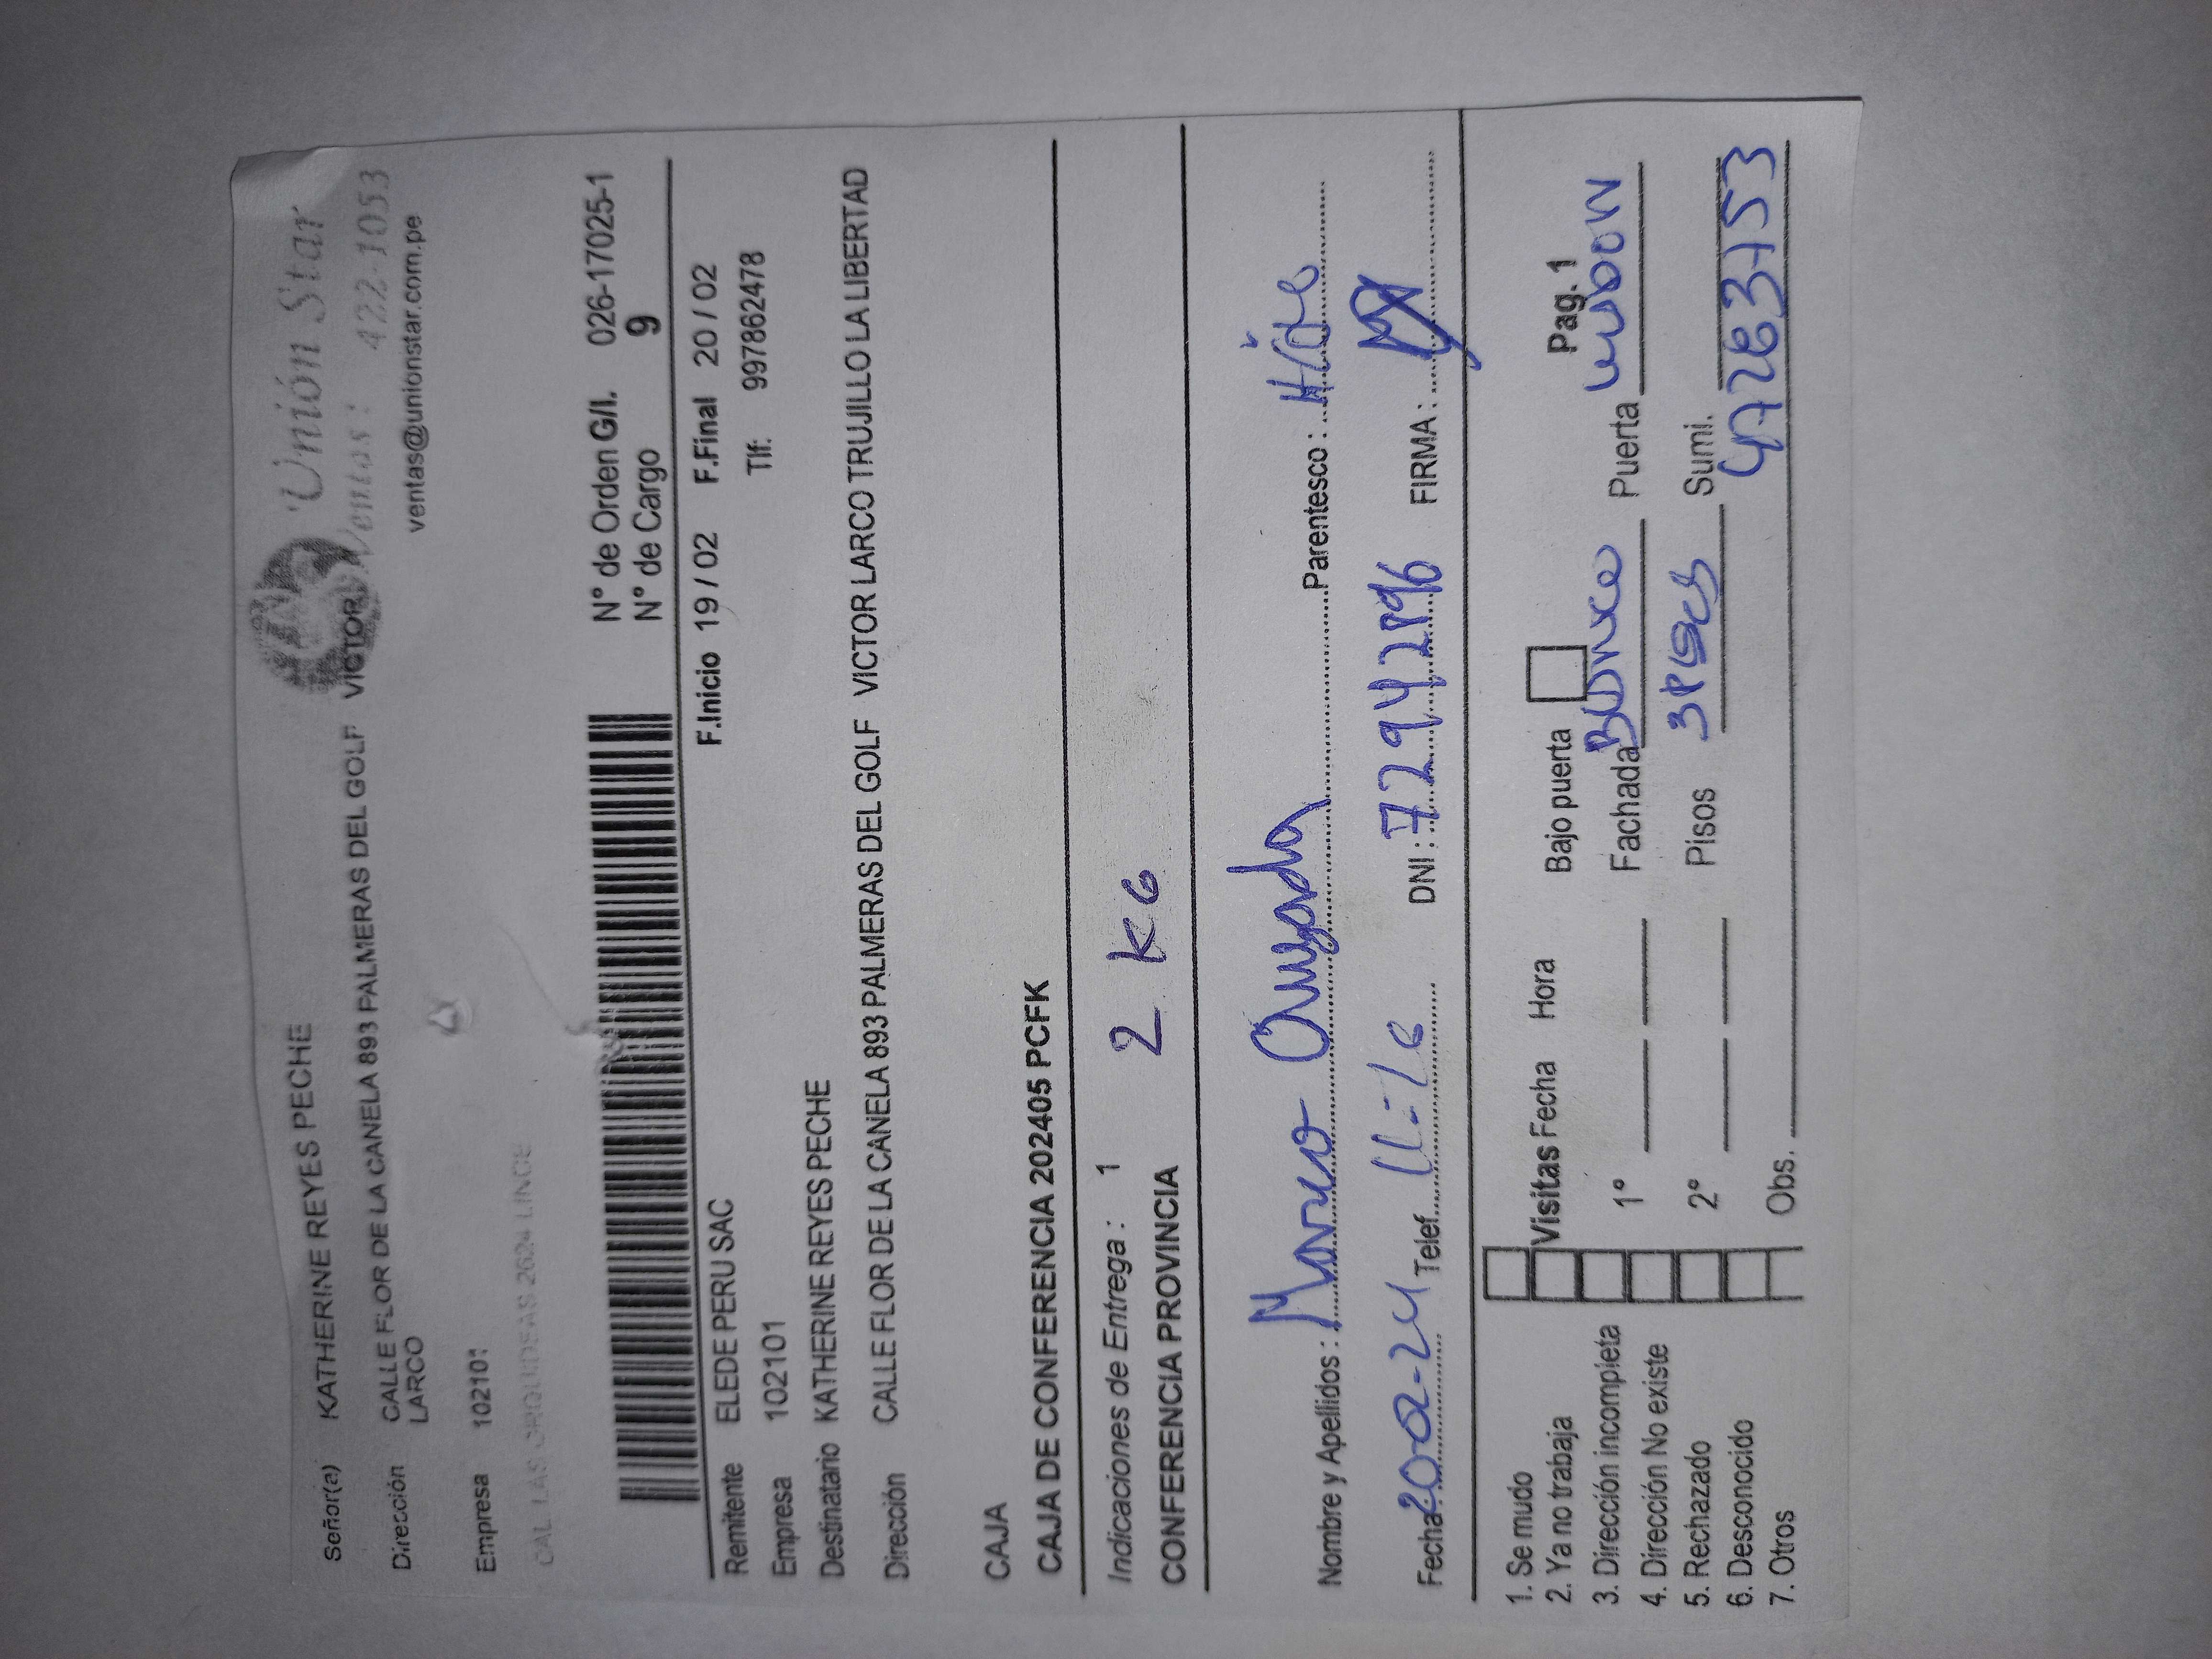 Unión Star
Ventas: 422-1053
ventas@unionstar.com.pe
Señor(a) KATHERINE REYES PECHE
Dirección CALLE FLOR DE LA CANELA 893 PALMERAS DEL GOLF VICTOR
LARCO
Empresa 102101
CAL. LAS ORQUIDEAS 2624 LINCE
N° de Orden G/I. 026-17025-1
N° de Cargo 9
F.Inicio 19 / 02 F.Final 20 / 02
Remitente ELEDE PERU SAC
Empresa 102101 Tlf: 997862478
Destinatario KATHERINE REYES PECHE
Dirección CALLE FLOR DE LA CANELA 893 PALMERAS DEL GOLF VICTOR LARCO TRUJILLO LA LIBERTAD
CAJA
CAJA DE CONFERENCIA 202405 PCFK
Indicaciones de Entrega : 1
CONFERENCIA PROVINCIA
2 KG
Nombre y Apellidos : Marco Parentesco :
Fecha: 20-02-24 Telef. 11:16 DNI : 72942896 FIRMA :
1. Se mudo
2. Ya no trabaja
3. Dirección incompleta
4. Dirección No existe
5. Rechazado
6. Desconocido
7. Otros
Visitas Fecha Hora
1°
2°
Obs.
Bajo puerta Pag. 1
Fachada Blanco Puerta
Pisos 3 Pisos Sumi.
47263753